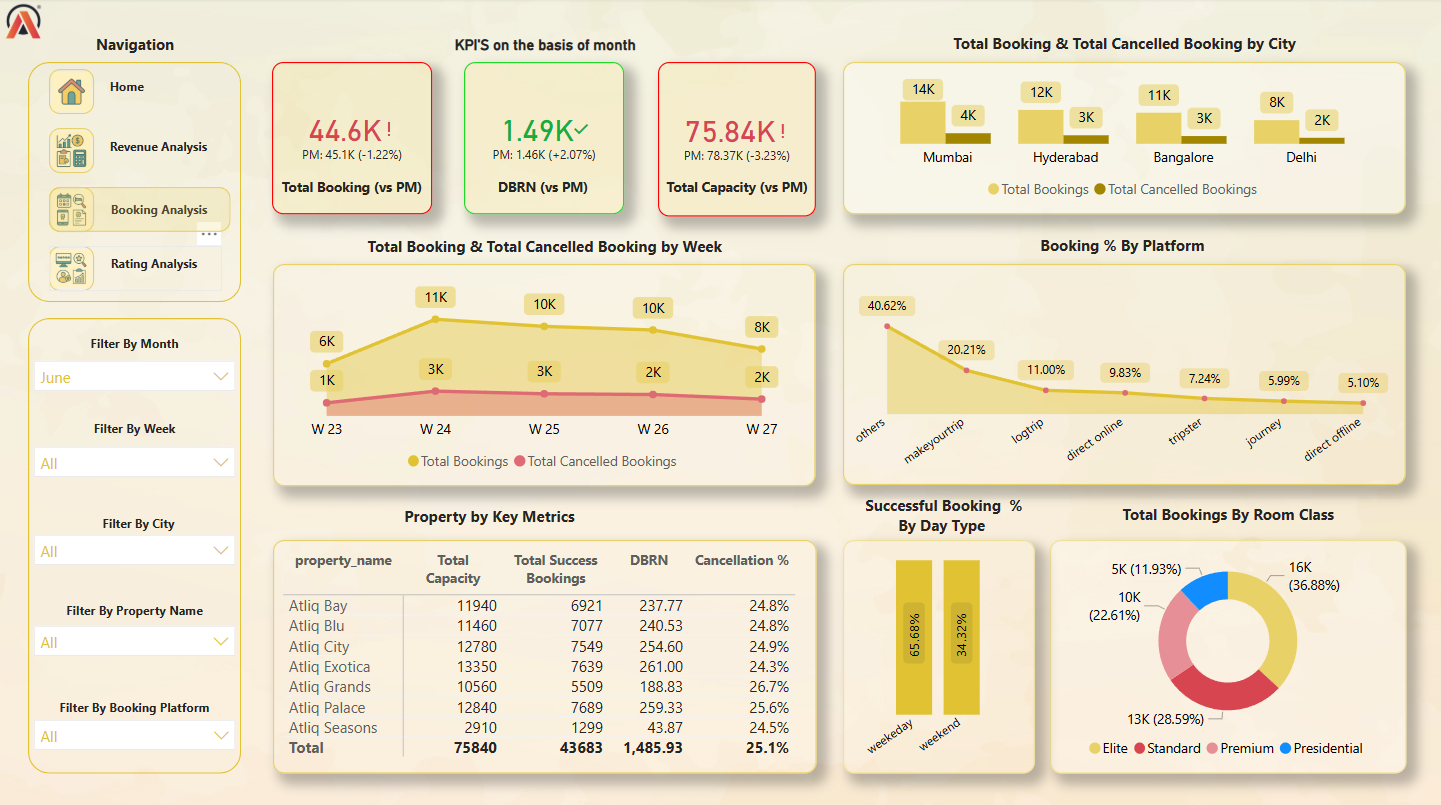 Navigation
Home
Revenue Analysis
Booking Analysis
Rating Analysis
Filter By Month
June
Filter By Week
All
Filter By City
All
Filter By Property Name
All
Filter By Booking Platform
All
KPI'S on the basis of month
44.6K!
PM: 45.1K (-1.22%)
Total Booking (vs PM)
1.49K
PM: 1.46K (+2.07%)
DBRN (vs PM)
75.84K!
PM: 78.37K (-3.23%)
Total Capacity (vs PM)
Total Booking & Total Cancelled Booking by City
14K
4K
12K
3K
11K
3K
8K
2K
Mumbai
Hyderabad
Bangalore
Delhi
Total Bookings
Total Cancelled Bookings
Total Booking & Total Cancelled Booking by Week
6K
11K
10K
10K
8K
1K
3K
3K
2K
2K
W 23
W 24
W 25
W 26
W 27
Total Bookings
Total Cancelled Bookings
Booking % By Platform
40.62%
20.21%
11.00%
9.83%
7.24%
5.99%
5.10%
others
makeyourtrip
logtrip
direct online
tripster
journey
direct offline
Property by Key Metrics
property_name Total Capacity Total Success Bookings DBRN Cancellation %
Atliq Bay 11940 6921 237.77 24.8%
Atliq Blu 11460 7077 240.53 24.8%
Atliq City 12780 7549 254.60 24.9%
Atliq Exotica 13350 7639 261.00 24.3%
Atliq Grands 10560 5509 188.83 26.7%
Atliq Palace 12840 7689 259.33 25.6%
Atliq Seasons 2910 1299 43.87 24.5%
Total 75840 43683 1,485.93 25.1%
Successful Booking %
By Day Type
65.68%
34.32%
weekeday
weekend
Total Bookings By Room Class
5K (11.93%)
16K
(36.88%)
10K
(22.61%)
13K (28.59%)
Elite
Standard
Premium
Presidential